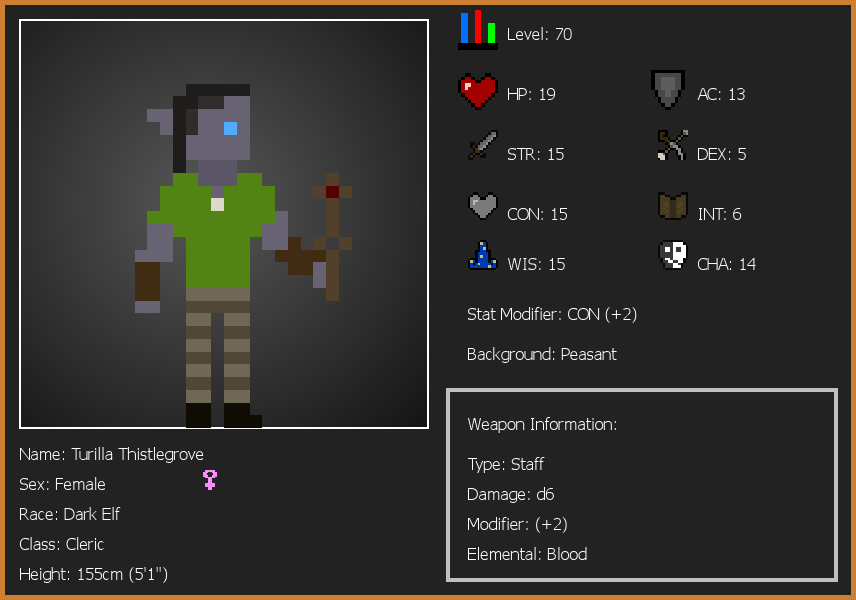 Level: 70
HP: 19
AC: 13
STR: 15
DEX: 5
CON: 15
INT: 6
WIS: 15
CHA: 14
Stat Modifier: CON (+2)
Background: Peasant
Weapon Information:
Type: Staff
Damage: d6
Modifier: (+2)
Elemental: Blood
Name: Turilla Thistlegrove
Sex: Female
Race: Dark Elf
Class: Cleric
Height: 155cm (5'1")